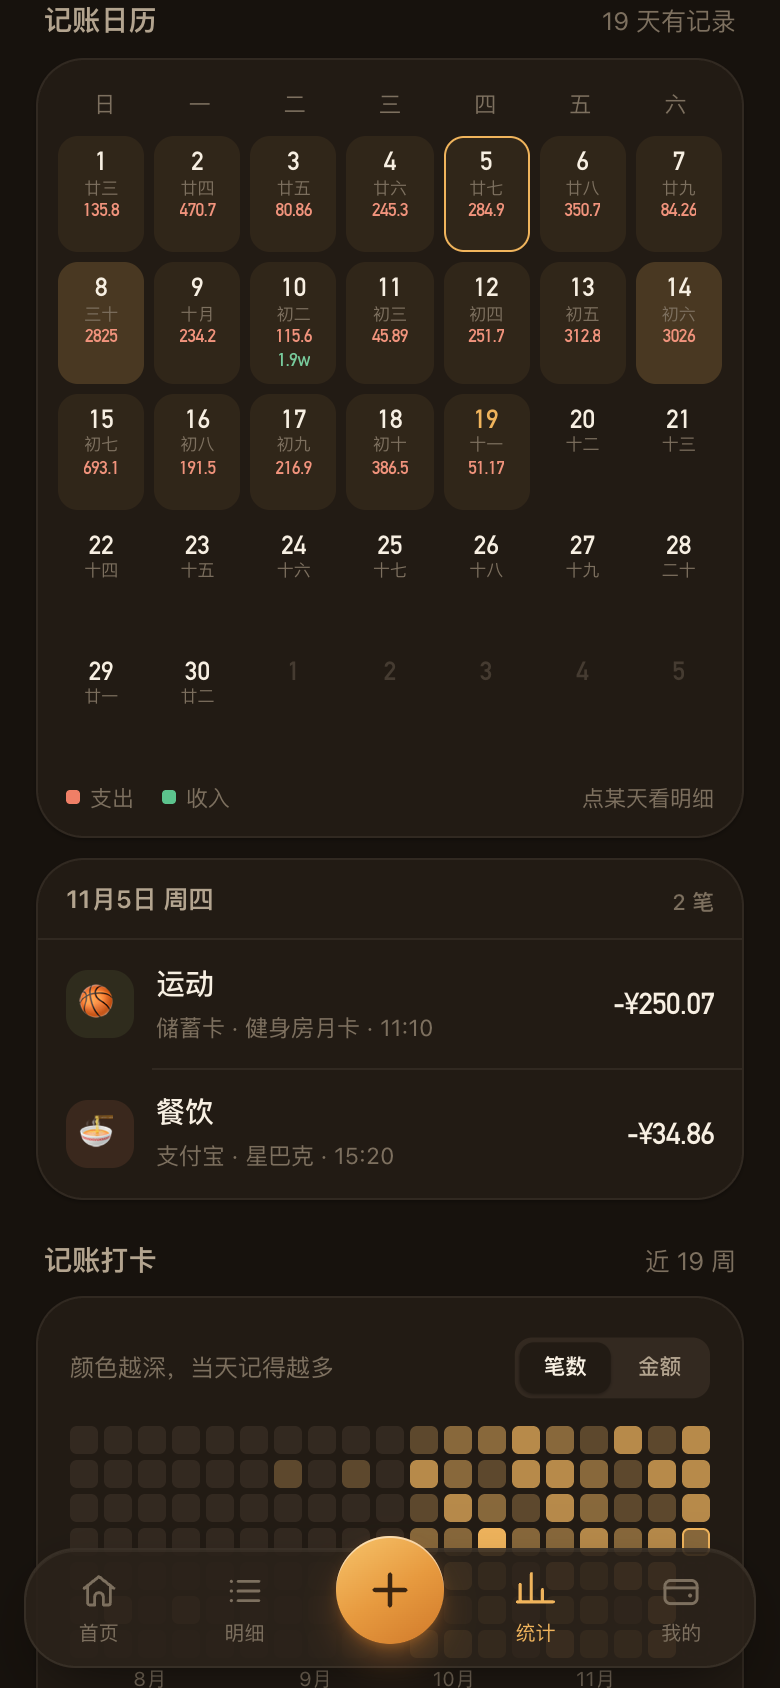 记账日历 19 天有记录
日 一 二 三 四 五 六
1 2 3 4 5 6 7
廿三 廿四 廿五 廿六 廿七 廿八 廿九
135.8 470.7 80.86 245.3 284.9 350.7 84.26
8 9 10 11 12 13 14
三十 十月 初二 初三 初四 初五 初六
2825 234.2 115.6 45.89 251.7 312.8 3026
1.9w
15 16 17 18 19 20 21
初七 初八 初九 初十 十一 十二 十三
693.1 191.5 216.9 386.5 51.17
22 23 24 25 26 27 28
十四 十五 十六 十七 十八 十九 二十
29 30 1 2 3 4 5
廿一 廿二
支出 收入 点某天看明细
11月5日 周四 2 笔
运动
储蓄卡 · 健身房月卡 · 11:10
-¥250.07
餐饮
支付宝 · 星巴克 · 15:20
-¥34.86
记账打卡 近 19 周
颜色越深，当天记得越多 笔数 金额
首页 明细 统计 我的
8月 9月 10月 11月